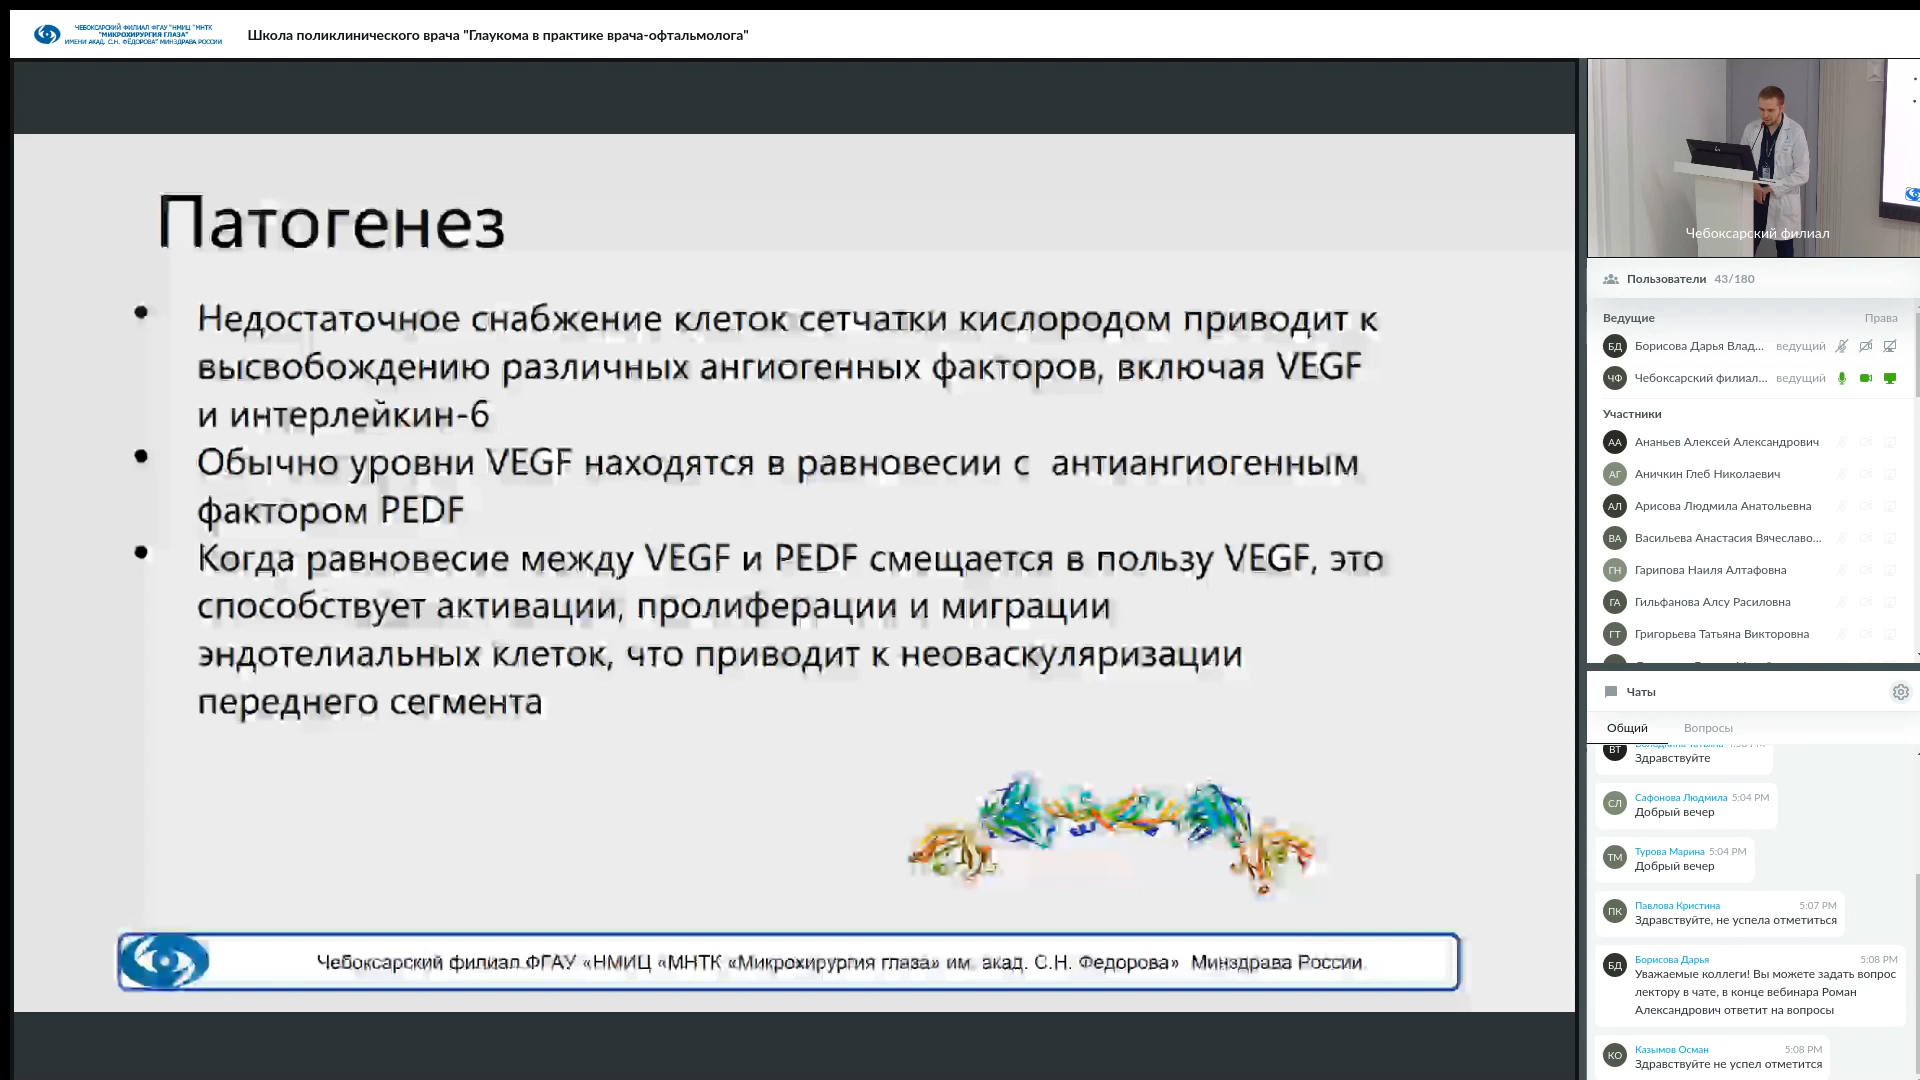 ЧЕБОКСАРСКИЙ ФИЛИАЛ ФГАУ "НМИЦ "МНТК
"МИКРОХИРУРГИЯ ГЛАЗА"
ИМЕНИ АКАД. С.Н. ФЁДОРОВА" МИНЗДРАВА РОССИИ
Школа поликлинического врача "Глаукома в практике врача-офтальмолога"
Патогенез
• Недостаточное снабжение клеток сетчатки кислородом приводит к
высвобождению различных ангиогенных факторов, включая VEGF
и интерлейкин-6
• Обычно уровни VEGF находятся в равновесии с антиангиогенным
фактором PEDF
• Когда равновесие между VEGF и PEDF смещается в пользу VEGF, это
способствует активации, пролиферации и миграции
эндотелиальных клеток, что приводит к неоваскуляризации
переднего сегмента
Чебоксарский филиал ФГАУ «НМИЦ «МНТК «Микрохирургия глаза» им. акад. С.Н. Федорова» Минздрава России
Чебоксарский филиал
Пользователи 43/180
Ведущие Права
БД Борисова Дарья Влад... ведущий
ЧФ Чебоксарский филиал... ведущий
Участники
АА Ананьев Алексей Александрович
АГ Аничкин Глеб Николаевич
АЛ Арисова Людмила Анатольевна
ВА Васильева Анастасия Вячеславо...
ГН Гарипова Наиля Алтафовна
ГА Гильфанова Алсу Расиловна
ГТ Григорьева Татьяна Викторовна
Чаты
Общий Вопросы
ВТ
Здравствуйте
СЛ Сафонова Людмила 5:04 PM
Добрый вечер
ТМ Турова Марина 5:04 PM
Добрый вечер
ПК Павлова Кристина 5:07 PM
Здравствуйте, не успела отметиться
БД Борисова Дарья 5:08 PM
Уважаемые коллеги! Вы можете задать вопрос
лектору в чате, в конце вебинара Роман
Александрович ответит на вопросы
КО Казымов Осман 5:08 PM
Здравствуйте не успел отметится